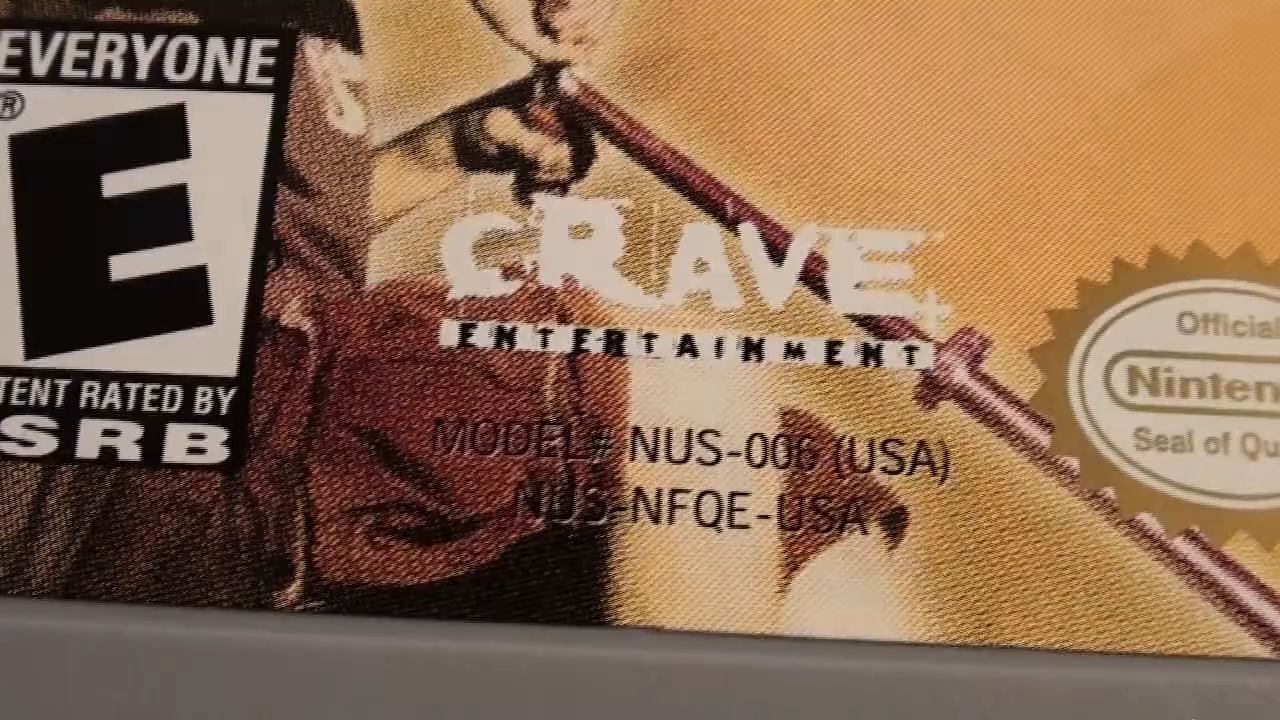 EVERYONE
®
E
TENT RATED BY
SRB
CRAVE
ENTERTAINMENT
MODEL# NUS-006 (USA)
NUS-NFQE-USA
Official
Ninten
Seal of Qu